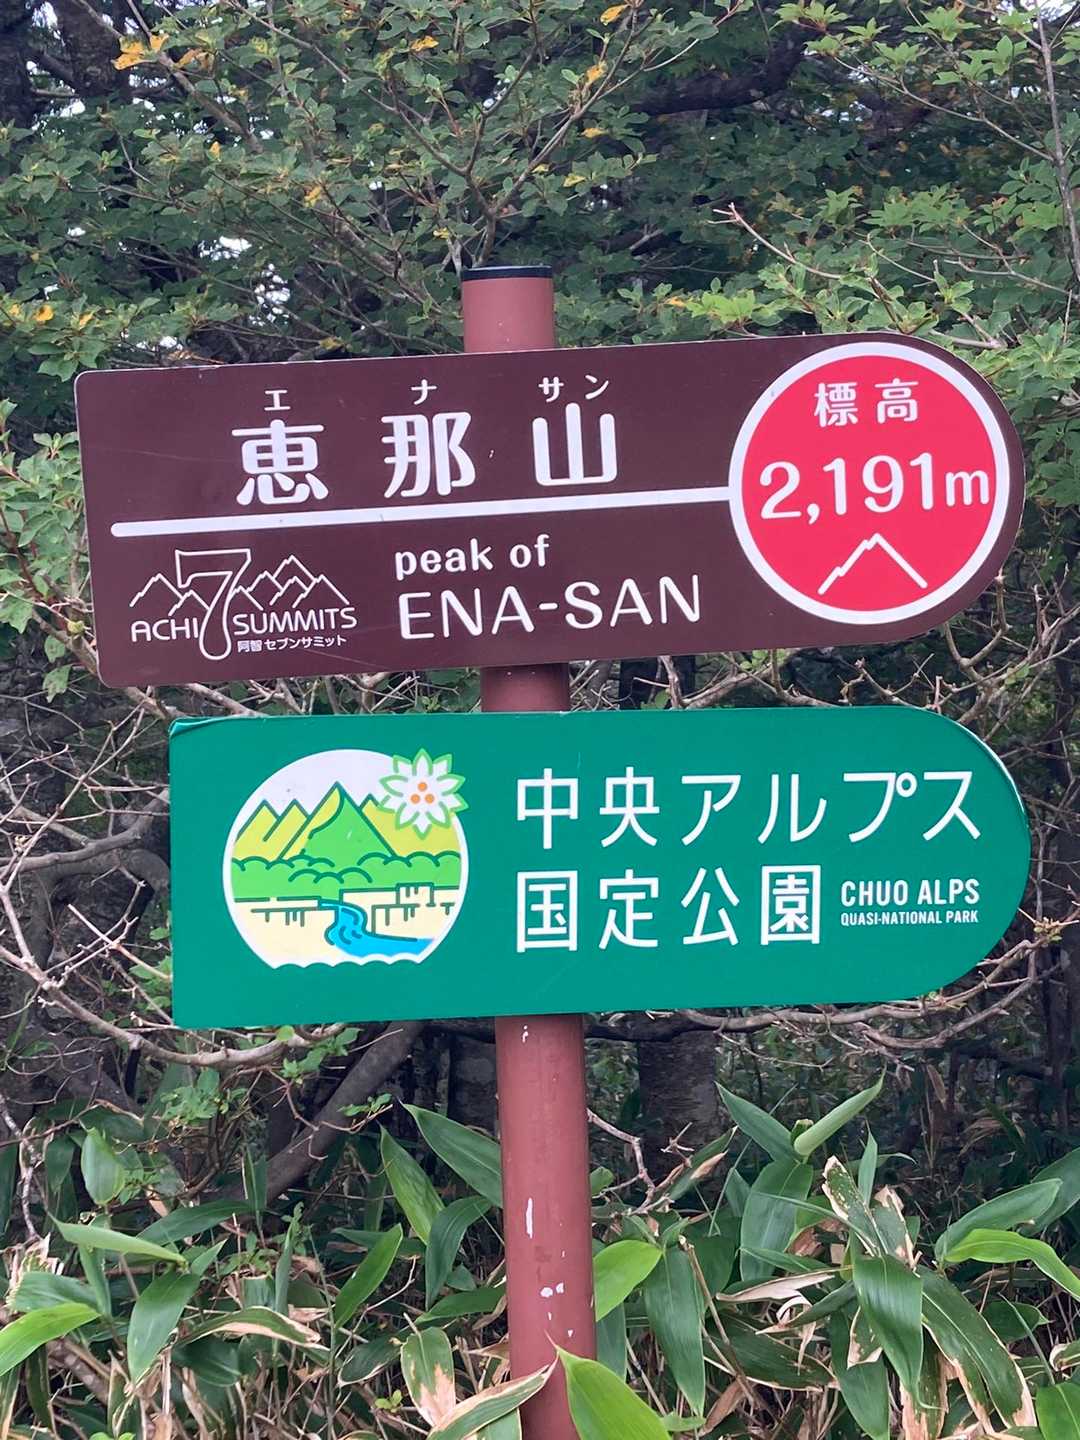 エ ナ サン
恵那山
標高
2,191m
peak of
ENA-SAN
ACHI 7 SUMMITS
阿智セブンサミット
中央アルプス
国定公園
CHUO ALPS
QUASI-NATIONAL PARK